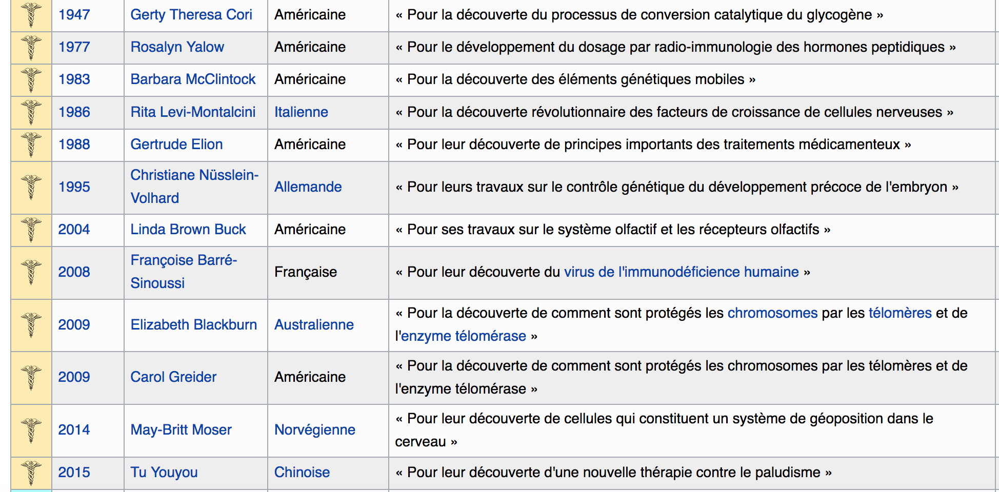 1947 Gerty Theresa Cori Américaine « Pour la découverte du processus de conversion catalytique du glycogène »
1977 Rosalyn Yalow Américaine « Pour le développement du dosage par radio-immunologie des hormones peptidiques »
1983 Barbara McClintock Américaine « Pour la découverte des éléments génétiques mobiles »
1986 Rita Levi-Montalcini Italienne « Pour la découverte révolutionnaire des facteurs de croissance de cellules nerveuses »
1988 Gertrude Elion Américaine « Pour leur découverte de principes importants des traitements médicamenteux »
1995 Christiane Nüsslein-
Volhard Allemande « Pour leurs travaux sur le contrôle génétique du développement précoce de l'embryon »
2004 Linda Brown Buck Américaine « Pour ses travaux sur le système olfactif et les récepteurs olfactifs »
2008 Françoise Barré-
Sinoussi Française « Pour leur découverte du virus de l'immunodéficience humaine »
2009 Elizabeth Blackburn Australienne « Pour la découverte de comment sont protégés les chromosomes par les télomères et de
l'enzyme télomérase »
2009 Carol Greider Américaine « Pour la découverte de comment sont protégés les chromosomes par les télomères et de
l'enzyme télomérase »
2014 May-Britt Moser Norvégienne « Pour leur découverte de cellules qui constituent un système de géoposition dans le
cerveau »
2015 Tu Youyou Chinoise « Pour leur découverte d'une nouvelle thérapie contre le paludisme »